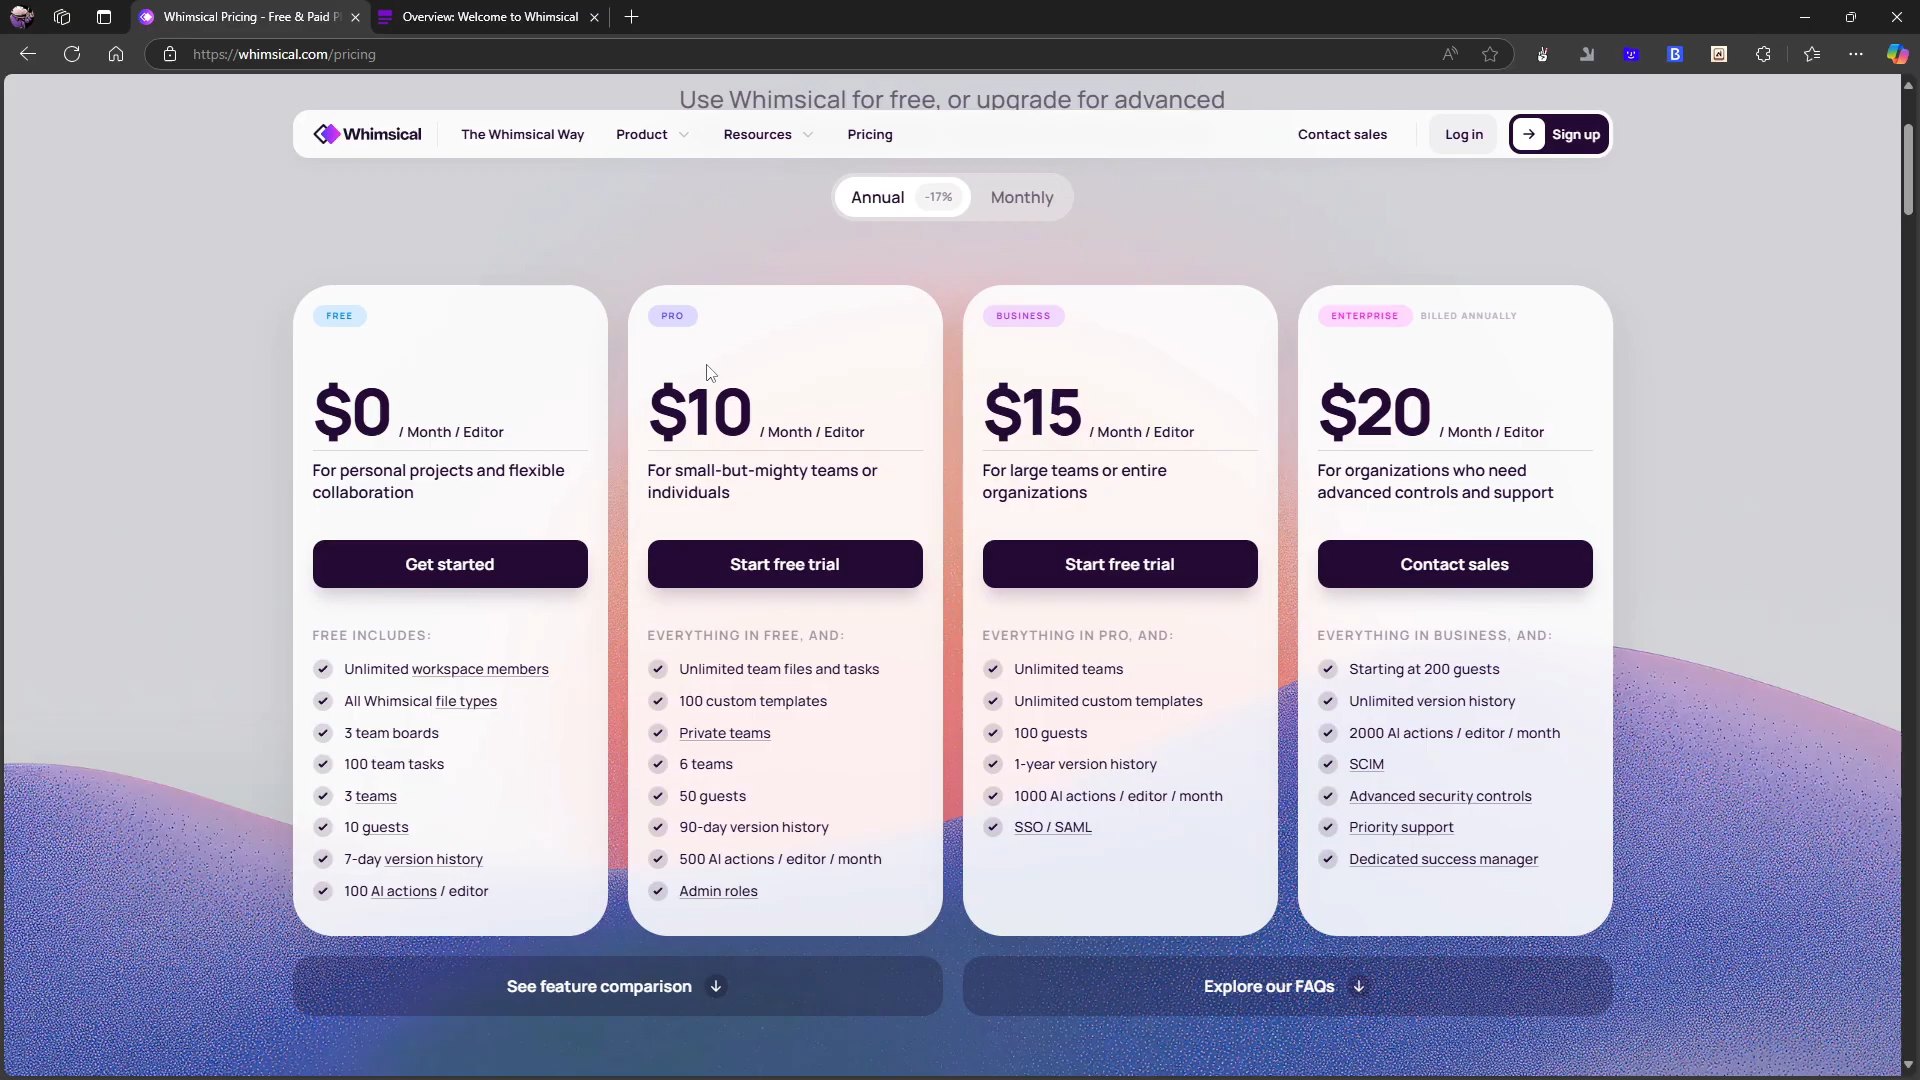 Whimsical Pricing - Free & Paid Pl
Overview: Welcome to Whimsical
https://whimsical.com/pricing
Use Whimsical for free, or upgrade for advanced
Whimsical
The Whimsical Way
Product
Resources
Pricing
Contact sales
Log in
Sign up
Annual -17%
Monthly
FREE
$0 / Month / Editor
For personal projects and flexible
collaboration
Get started
FREE INCLUDES:
Unlimited workspace members
All Whimsical file types
3 team boards
100 team tasks
3 teams
10 guests
7-day version history
100 AI actions / editor
PRO
$10 / Month / Editor
For small-but-mighty teams or
individuals
Start free trial
EVERYTHING IN FREE, AND:
Unlimited team files and tasks
100 custom templates
Private teams
6 teams
50 guests
90-day version history
500 AI actions / editor / month
Admin roles
BUSINESS
$15 / Month / Editor
For large teams or entire
organizations
Start free trial
EVERYTHING IN PRO, AND:
Unlimited teams
Unlimited custom templates
100 guests
1-year version history
1000 AI actions / editor / month
SSO / SAML
ENTERPRISE BILLED ANNUALLY
$20 / Month / Editor
For organizations who need
advanced controls and support
Contact sales
EVERYTHING IN BUSINESS, AND:
Starting at 200 guests
Unlimited version history
2000 AI actions / editor / month
SCIM
Advanced security controls
Priority support
Dedicated success manager
See feature comparison
Explore our FAQs